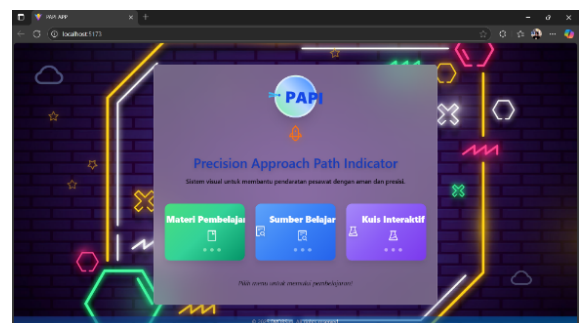 PAPI APP
localhost:5173
PAPI
Precision Approach Path Indicator
Sistem visual untuk membantu pendaratan pesawat dengan aman dan presisi.
Materi Pembelajar
Sumber Belajar
Kuis Interaktif
Pilih menu untuk memulai pembelajaran!